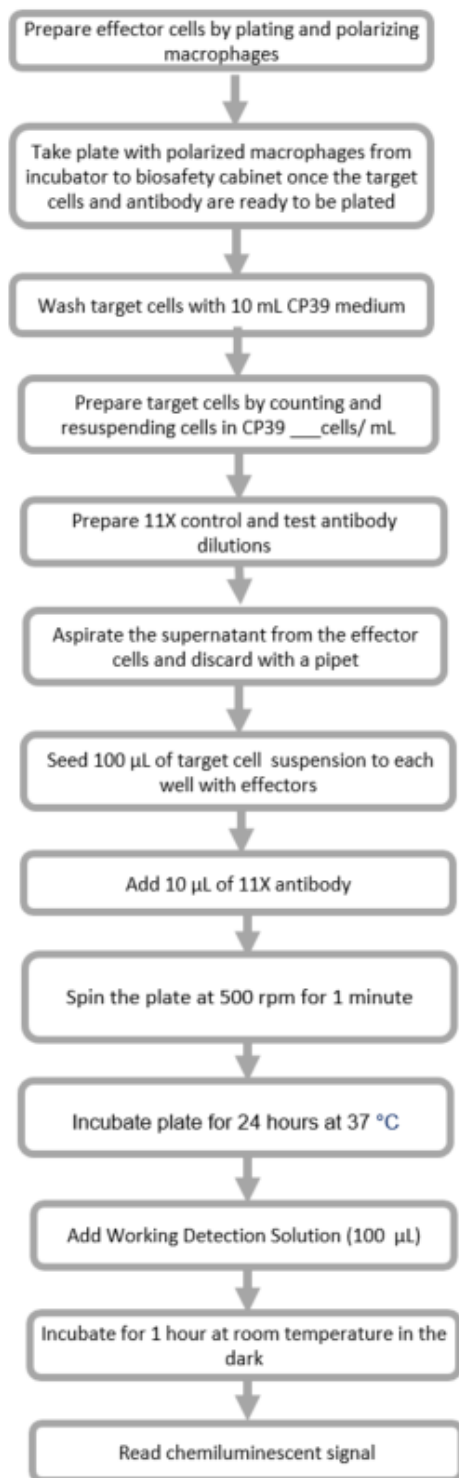 Prepare effector cells by plating and polarizing
macrophages
Take plate with polarized macrophages from
incubator to biosafety cabinet once the target
cells and antibody are ready to be plated
Wash target cells with 10 mL CP39 medium
Prepare target cells by counting and
resuspending cells in CP39 ___cells/ mL
Prepare 11X control and test antibody
dilutions
Aspirate the supernatant from the effector
cells and discard with a pipet
Seed 100 µL of target cell suspension to each
well with effectors
Add 10 µL of 11X antibody
Spin the plate at 500 rpm for 1 minute
Incubate plate for 24 hours at 37 °C
Add Working Detection Solution (100 µL)
Incubate for 1 hour at room temperature in the
dark
Read chemiluminescent signal